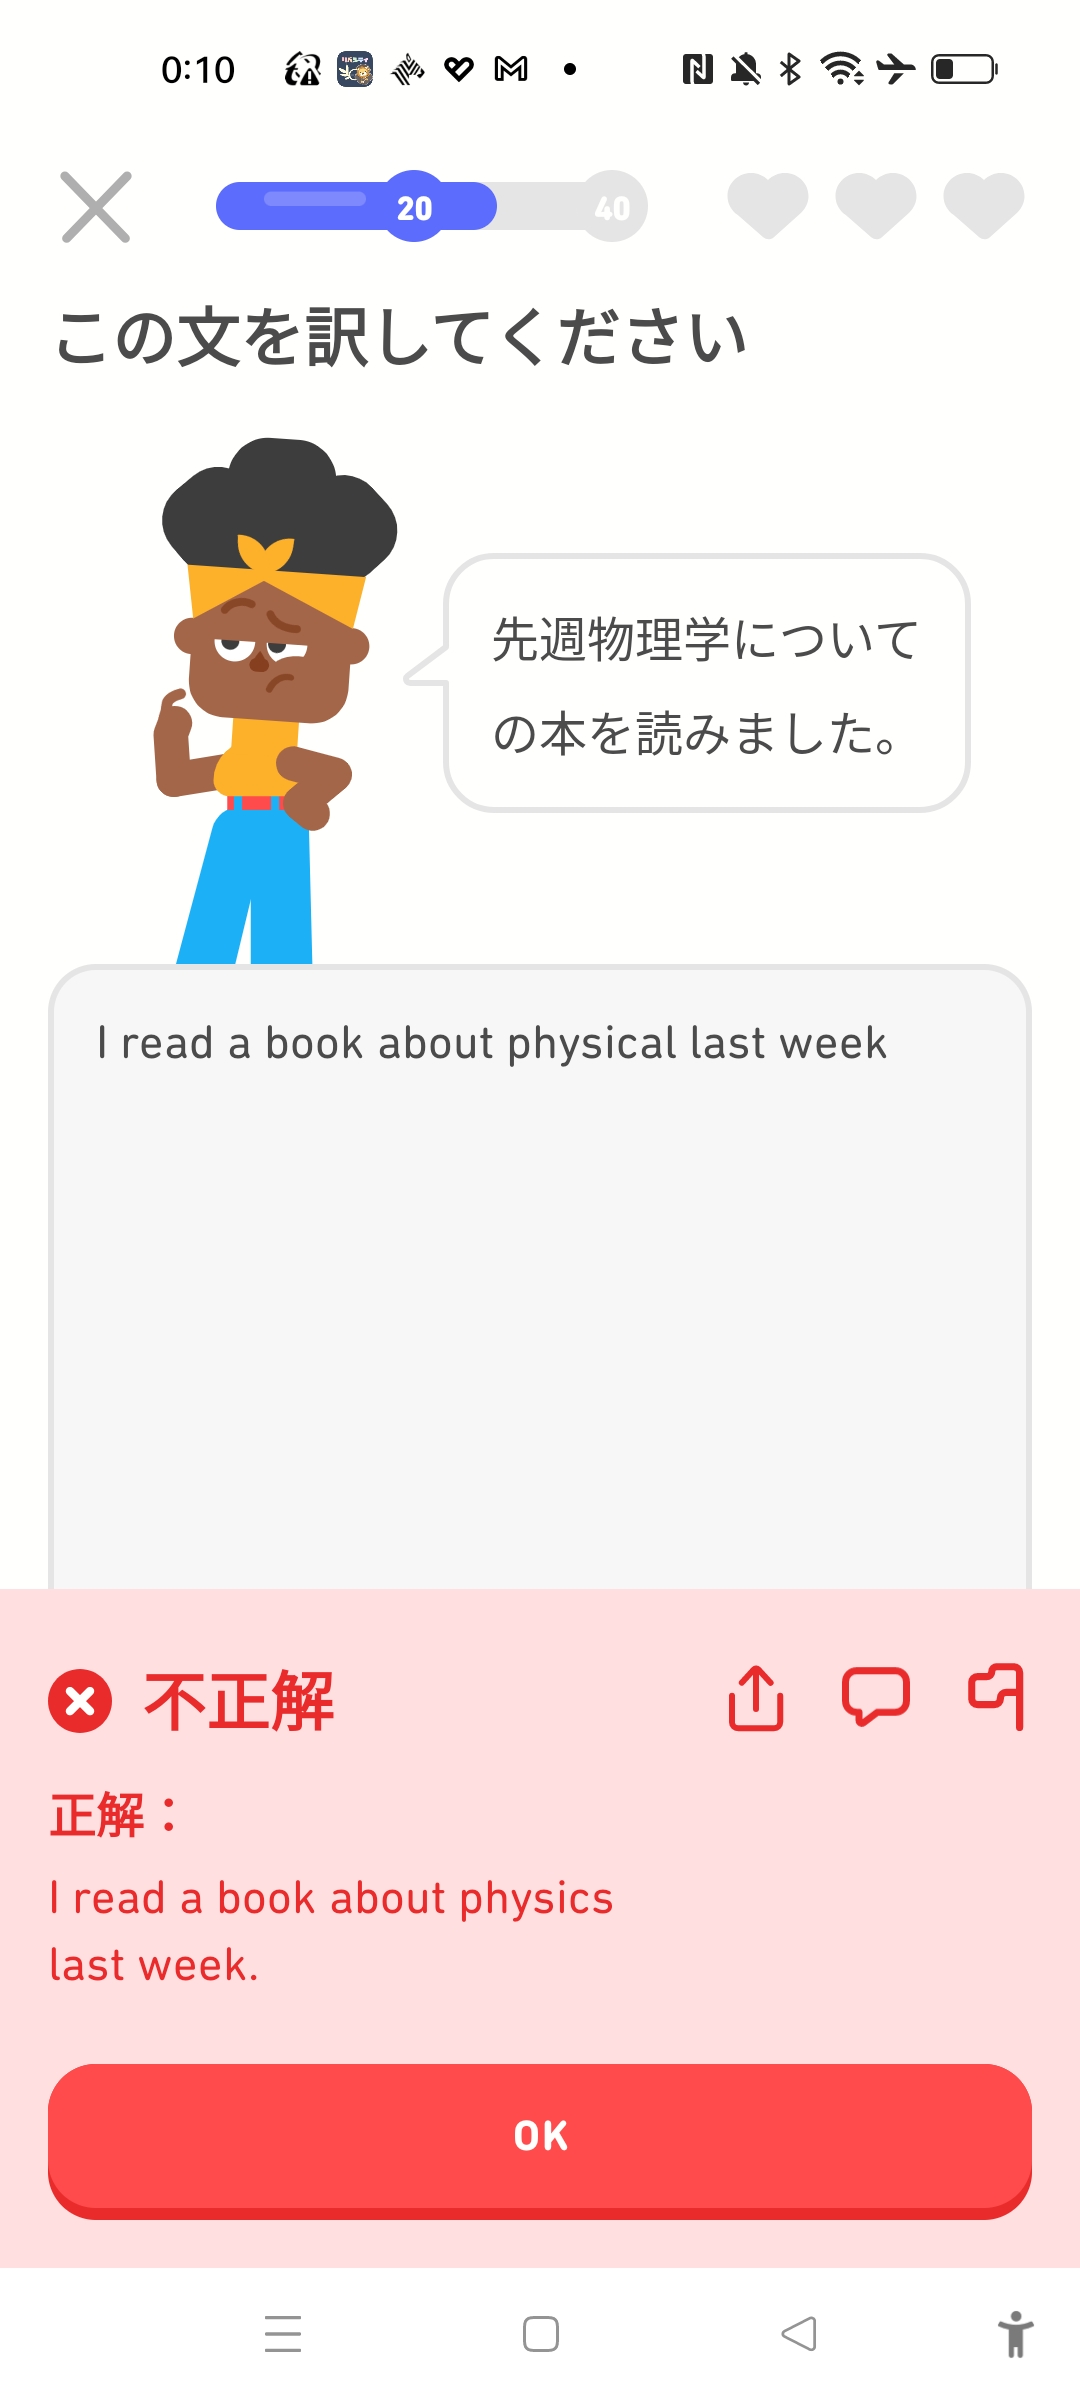 0:10
20
40
この文を訳してください
先週物理学について
の本を読みました。
I read a book about physical last week
不正解
正解：
I read a book about physics
last week.
OK